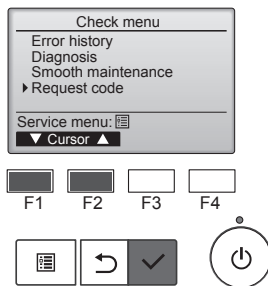 Check menu
Error history
Diagnosis
Smooth maintenance
Request code
Service menu:
Cursor
F1 F2 F3 F4